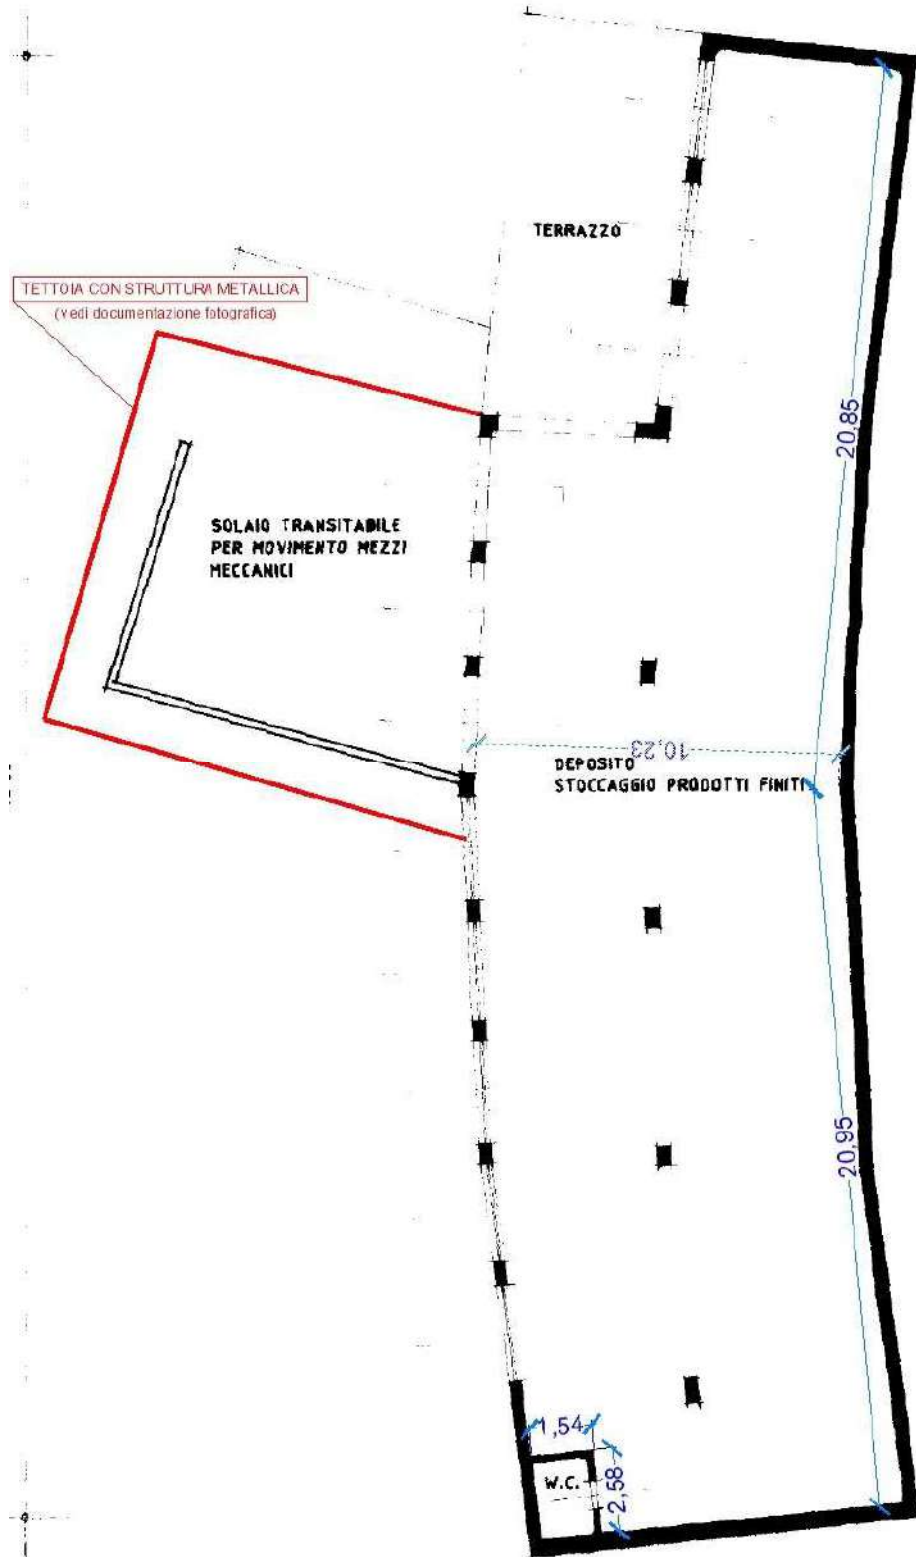 TERRAZZO
TETTOIA CON STRUTTURA METALLICA
(vedi documentazione fotografica)
20,85
SOLAIO TRANSITABILE
PER MOVIMENTO MEZZI
MECCANICI
10,23
DEPOSITO
STOCCAGGIO PRODOTTI FINITI
20,95
1,54
W.C.
2,58